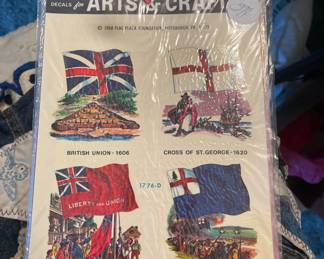 DECALS for ARTS & CRAFT
© 1968 FLAG PLAZA FOUNDATION, PITTSBURGH, PA.
BRITISH UNION - 1606
CROSS OF ST. GEORGE - 1620
1776-D
LIBERTY AND UNION